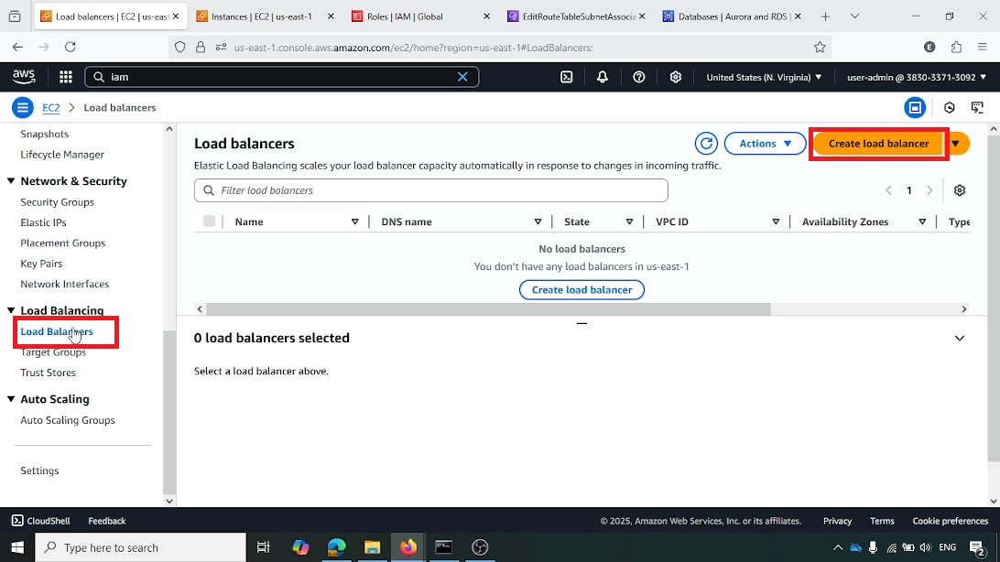 Load balancers | EC2 | us-east
Instances | EC2 | us-east-1
Roles | IAM | Global
EditRouteTableSubnetAssocia
Databases | Aurora and RDS |
us-east-1.console.aws.amazon.com/ec2/home?region=us-east-1#LoadBalancers:
E
aws
iam
United States (N. Virginia)
user-admin @ 3830-3371-3092
EC2 > Load balancers
Snapshots
Lifecycle Manager
Network & Security
Security Groups
Elastic IPs
Placement Groups
Key Pairs
Network Interfaces
Load Balancing
Load Balancers
Target Groups
Trust Stores
Auto Scaling
Auto Scaling Groups
Settings
Load balancers
Actions
Create load balancer
Elastic Load Balancing scales your load balancer capacity automatically in response to changes in incoming traffic.
Filter load balancers
1
Name
DNS name
State
VPC ID
Availability Zones
Type
No load balancers
You don't have any load balancers in us-east-1
Create load balancer
0 load balancers selected
Select a load balancer above.
CloudShell
Feedback
© 2025, Amazon Web Services, Inc. or its affiliates.
Privacy
Terms
Cookie preferences
Type here to search
ENG
2